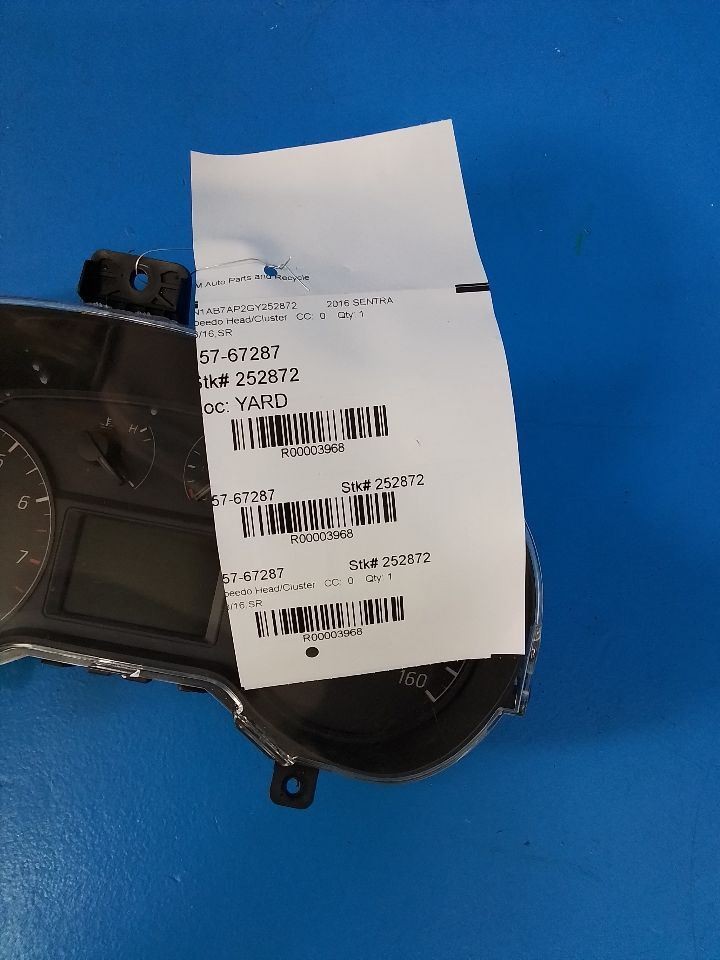 M Auto Parts and Recycle
N1AB7AP2GY252872 2016 SENTRA
peedo Head/Cluster CC: 0 Qty: 1
3/16,SR
57-67287
Stk# 252872
oc: YARD
R00003968
57-67287 Stk# 252872
R00003968
57-67287 Stk# 252872
peedo Head/Cluster CC: 0 Qty: 1
3/16,SR
R00003968
H
6
7
160